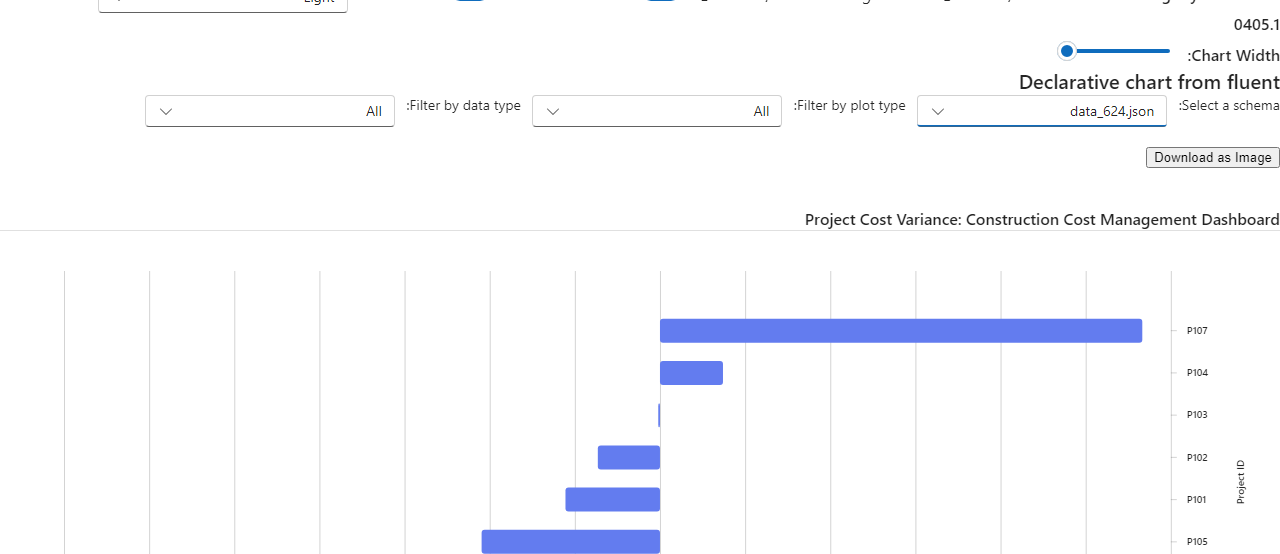 Light
0405.1
:Chart Width
Declarative chart from fluent
:Select a schema
data_624.json
:Filter by plot type
All
:Filter by data type
All
Download as Image
Project Cost Variance: Construction Cost Management Dashboard
P107
P104
P103
P102
P101
P105
Project ID